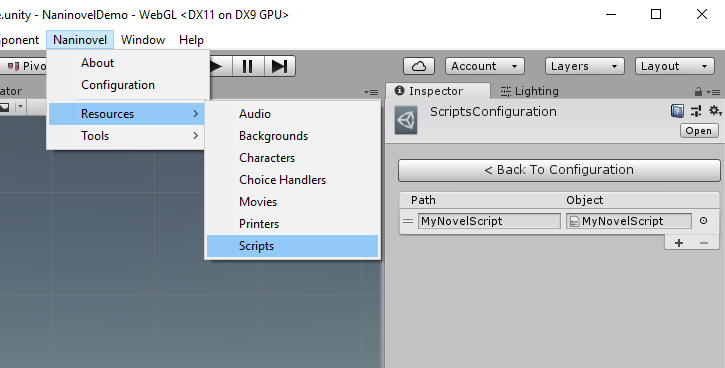 e.unity - NaninovelDemo - WebGL <DX11 on DX9 GPU>
ponent Naninovel Window Help
Pivo Account Layers Layout
ator
About
Configuration
Resources
Tools
Audio
Backgrounds
Characters
Choice Handlers
Movies
Printers
Scripts
Inspector Lighting
ScriptsConfiguration
Open
< Back To Configuration
Path Object
MyNovelScript MyNovelScript